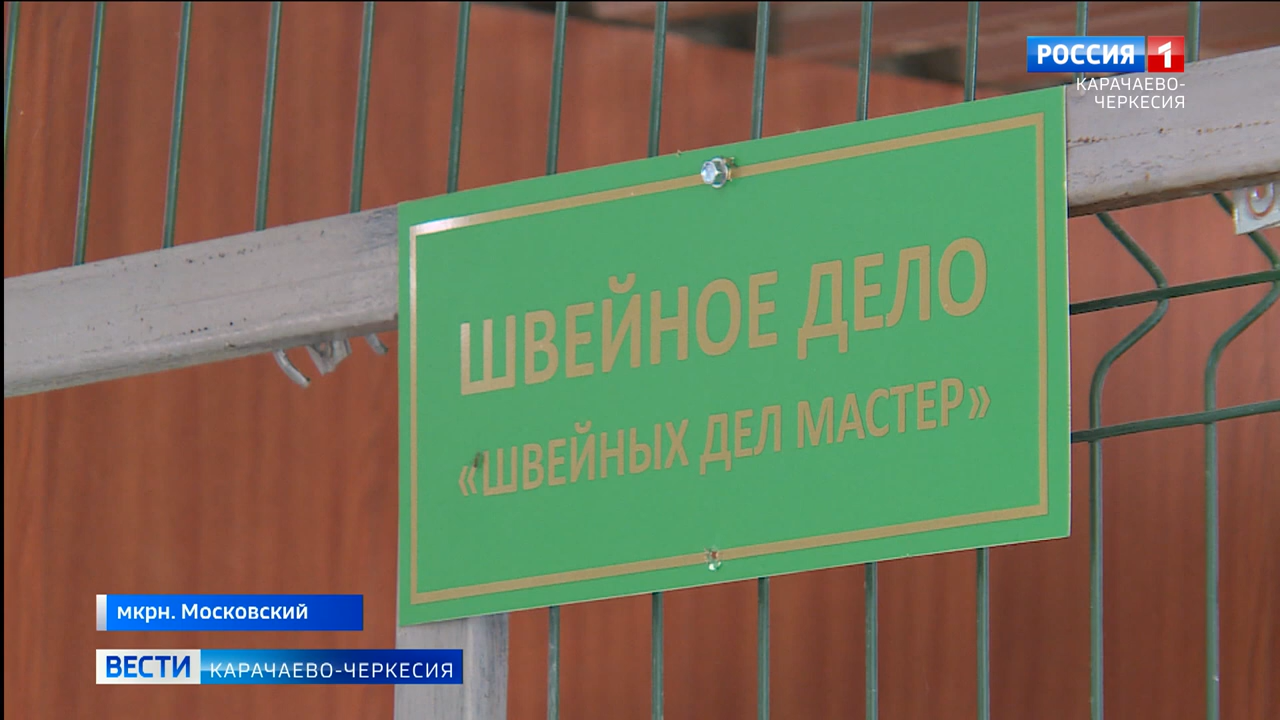 РОССИЯ 1
КАРАЧАЕВО-
ЧЕРКЕСИЯ
ШВЕЙНОЕ ДЕЛО
«ШВЕЙНЫХ ДЕЛ МАСТЕР»
мкрн. Московский
ВЕСТИ КАРАЧАЕВО-ЧЕРКЕСИЯ